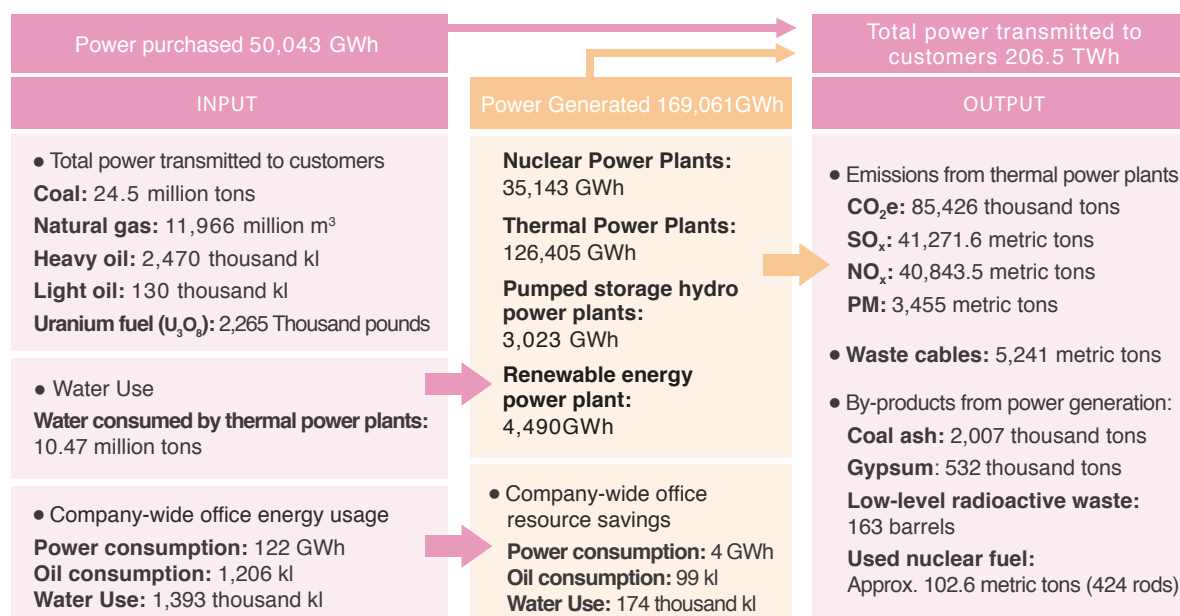 Power purchased 50,043 GWh
INPUT
● Total power transmitted to customers
Coal: 24.5 million tons
Natural gas: 11,966 million m³
Heavy oil: 2,470 thousand kl
Light oil: 130 thousand kl
Uranium fuel (U₃O₈): 2,265 Thousand pounds
● Water Use
Water consumed by thermal power plants:
10.47 million tons
● Company-wide office energy usage
Power consumption: 122 GWh
Oil consumption: 1,206 kl
Water Use: 1,393 thousand kl
Power Generated 169,061GWh
Nuclear Power Plants:
35,143 GWh
Thermal Power Plants:
126,405 GWh
Pumped storage hydro
power plants:
3,023 GWh
Renewable energy
power plant:
4,490GWh
● Company-wide office
resource savings
Power consumption: 4 GWh
Oil consumption: 99 kl
Water Use: 174 thousand kl
Total power transmitted to
customers 206.5 TWh
OUTPUT
● Emissions from thermal power plants
CO₂e: 85,426 thousand tons
SOₓ: 41,271.6 metric tons
NOₓ: 40,843.5 metric tons
PM: 3,455 metric tons
● Waste cables: 5,241 metric tons
● By-products from power generation:
Coal ash: 2,007 thousand tons
Gypsum: 532 thousand tons
Low-level radioactive waste:
163 barrels
Used nuclear fuel:
Approx. 102.6 metric tons (424 rods)